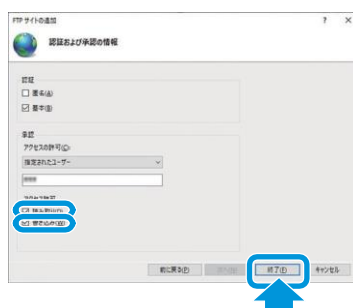 FTP サイトの追加
? ×
認証および承認の情報
認証
匿名(A)
基本(B)
承認
アクセスの許可(C):
指定されたユーザー
アクセス許可
読み取り(D)
書き込み(W)
前に戻る(P)
終了(F)
キャンセル